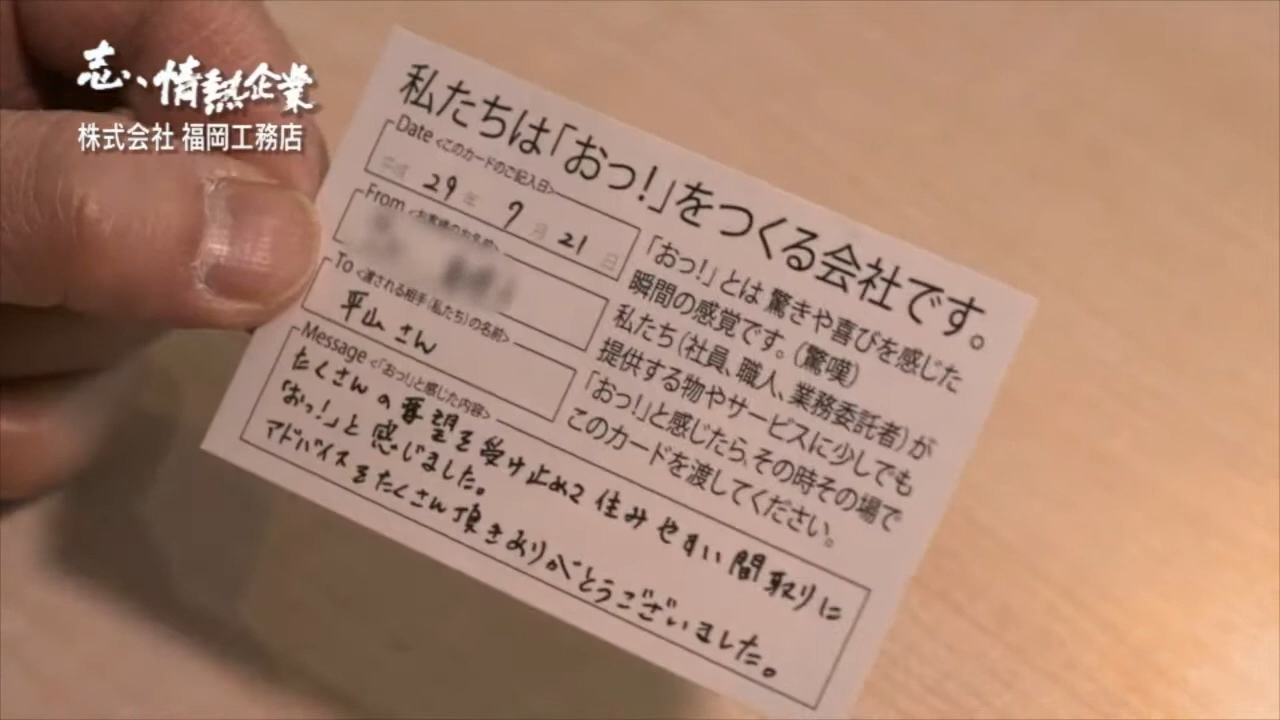 志、情熱企業
株式会社 福岡工務店
私たちは「おっ!」をつくる会社です。
Date <このカードのご記入日>
平成 29 年 7 月 21 日
From <お客様のお名前>
To <渡される相手(私たち)の名前>
平山さん
Message <「おっ!」と感じた内容>
たくさんの要望を受け止めて住みやすい間取りに
「おっ!」と感じました。
アドバイスをたくさん頂きありがとうございました。
「おっ!」とは 驚きや喜びを感じた
瞬間の感覚です。(驚嘆)
私たち(社員、職人、業務委託者)が
提供する物やサービスに少しでも
「おっ!」と感じたら、その時その場で
このカードを渡してください。